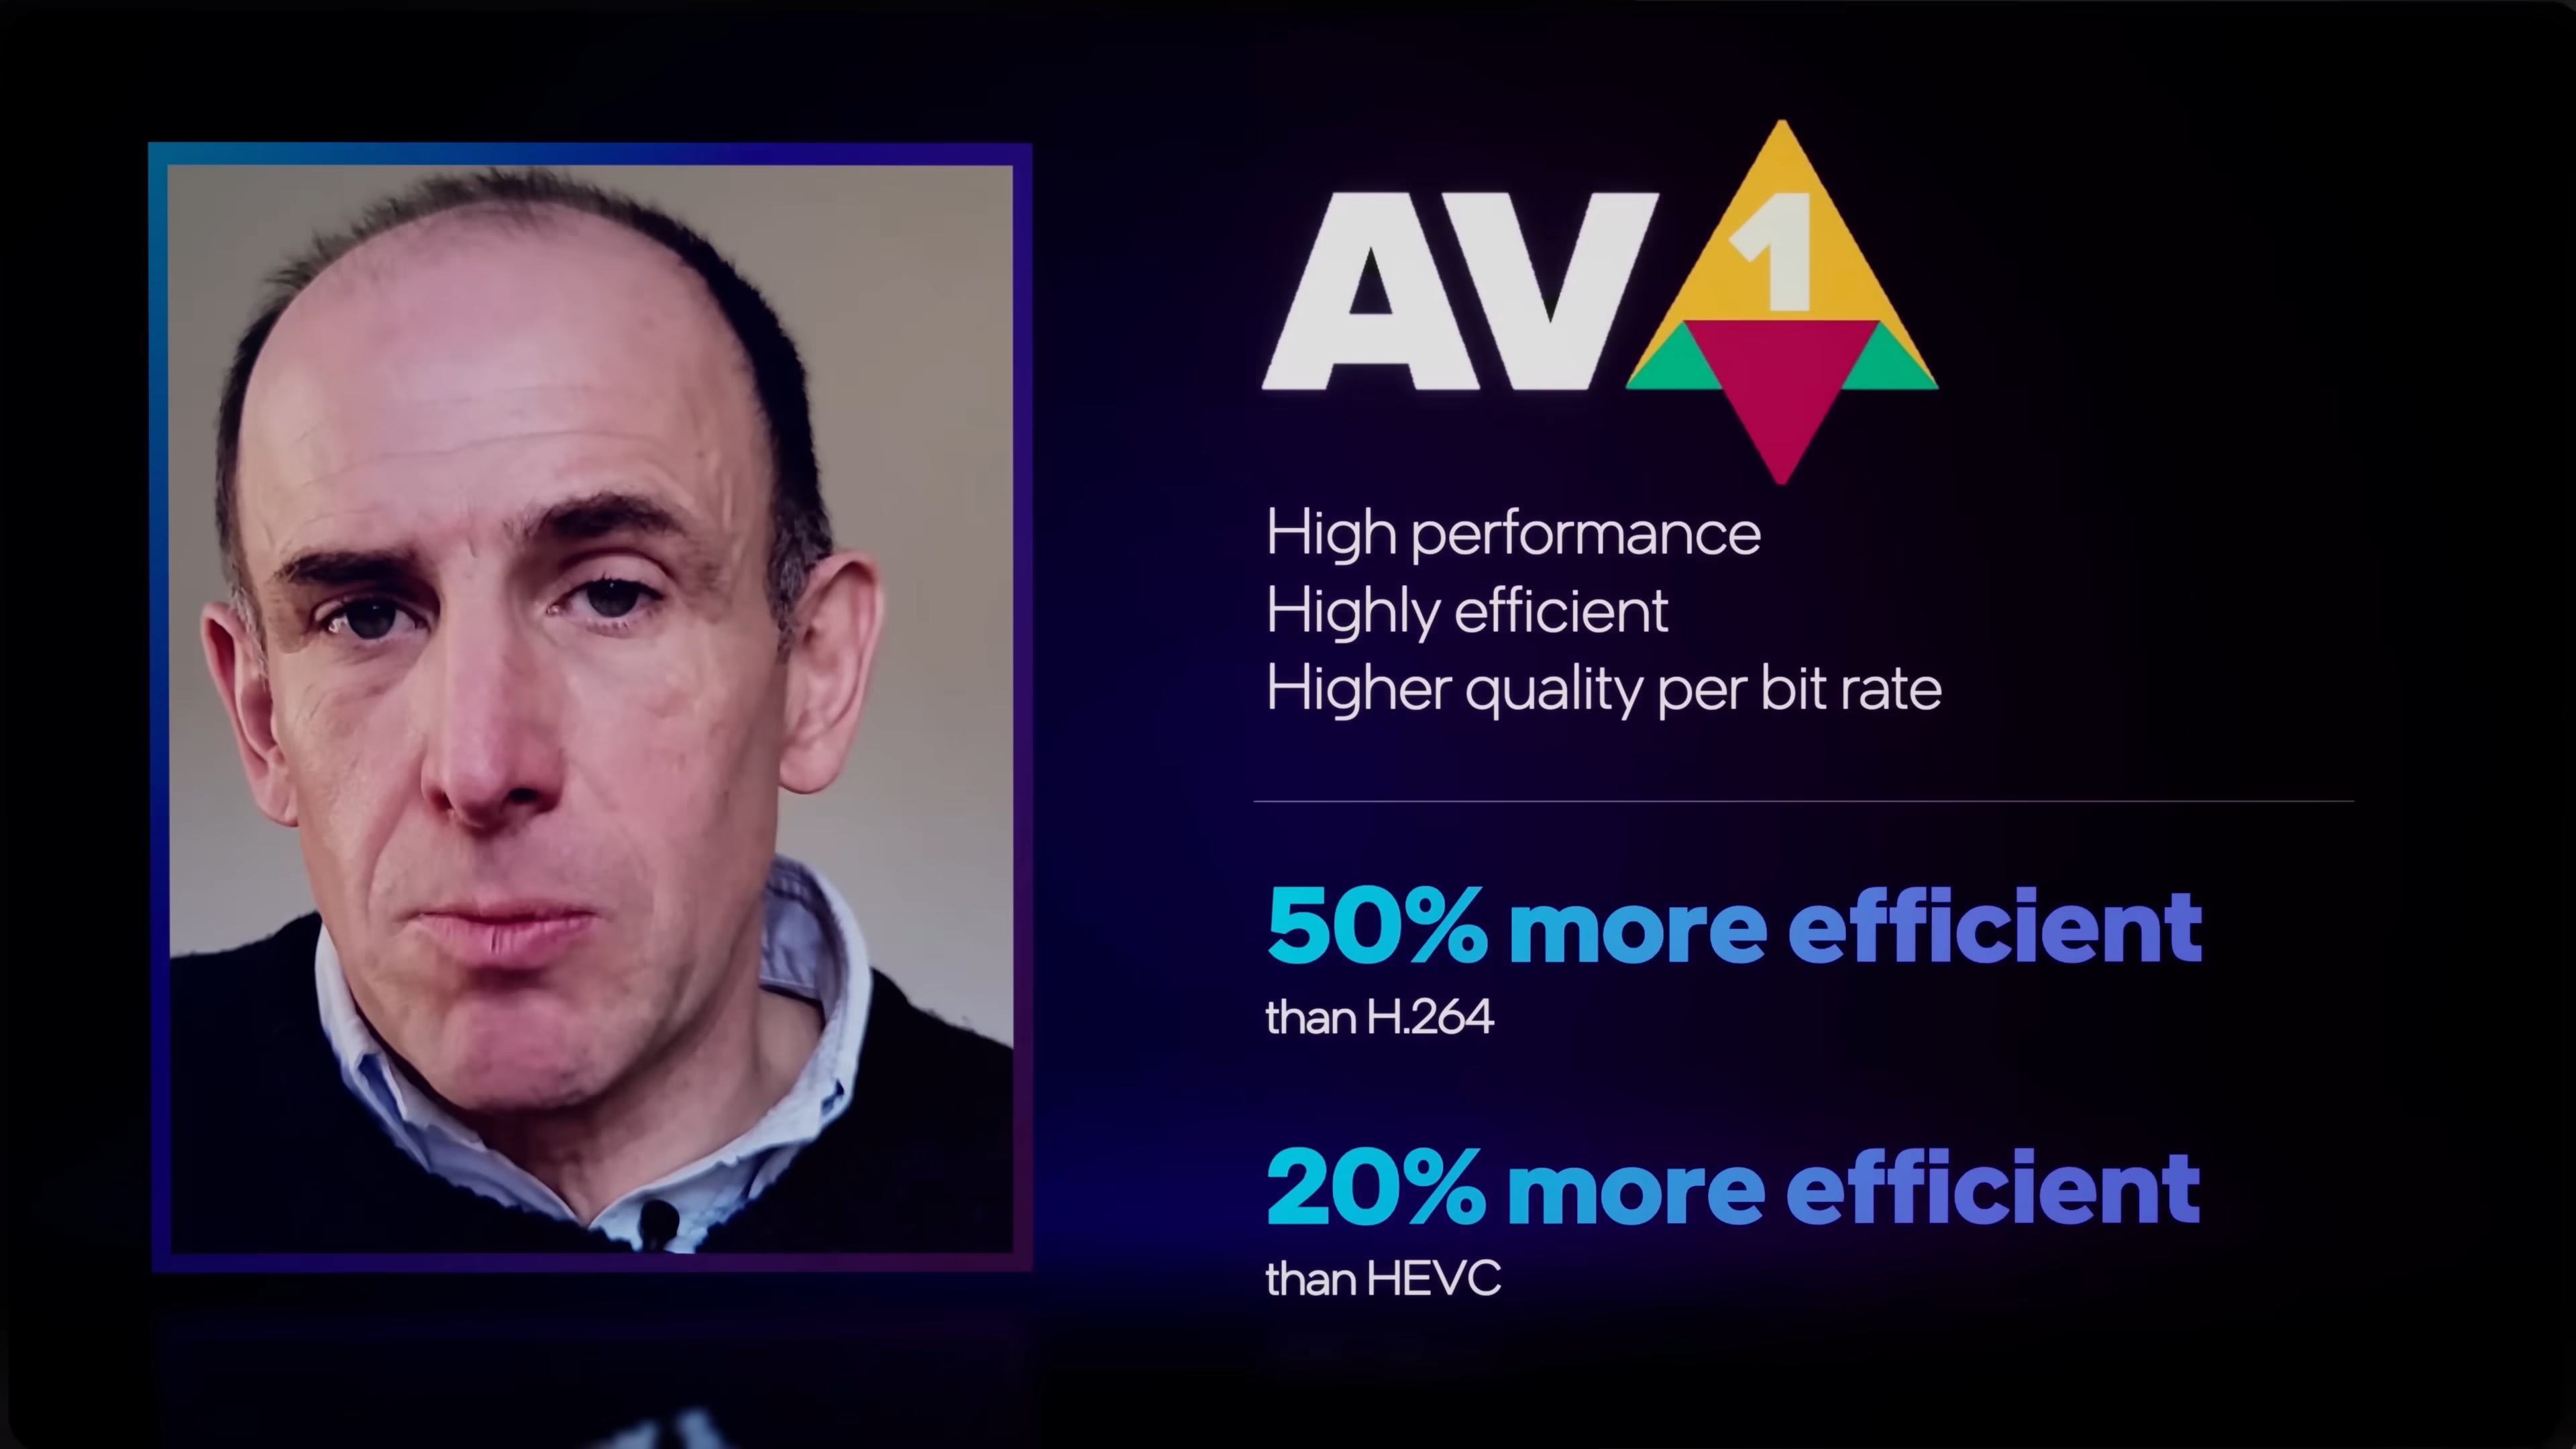 AV1
High performance
Highly efficient
Higher quality per bit rate
50% more efficient
than H.264
20% more efficient
than HEVC